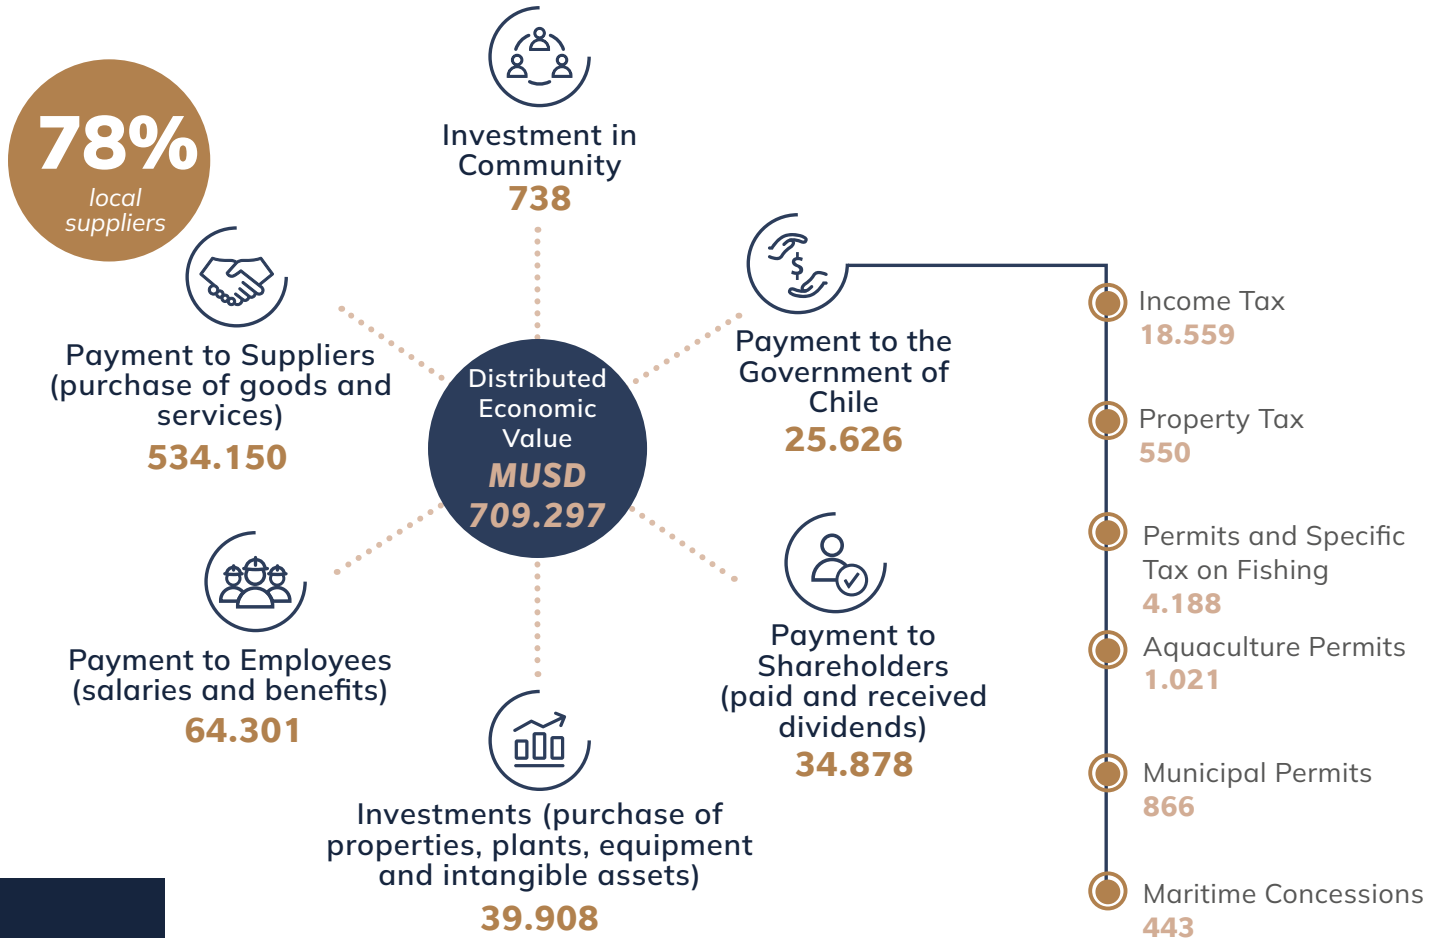 78%
local
suppliers
Investment in
Community
738
Payment to Suppliers
(purchase of goods and
services)
534.150
Distributed
Economic
Value
MUSD
709.297
Payment to the
Government of
Chile
25.626
Payment to Employees
(salaries and benefits)
64.301
Payment to
Shareholders
(paid and received
dividends)
34.878
Investments (purchase of
properties, plants, equipment
and intangible assets)
39.908
Income Tax
18.559
Property Tax
550
Permits and Specific
Tax on Fishing
4.188
Aquaculture Permits
1.021
Municipal Permits
866
Maritime Concessions
443
$